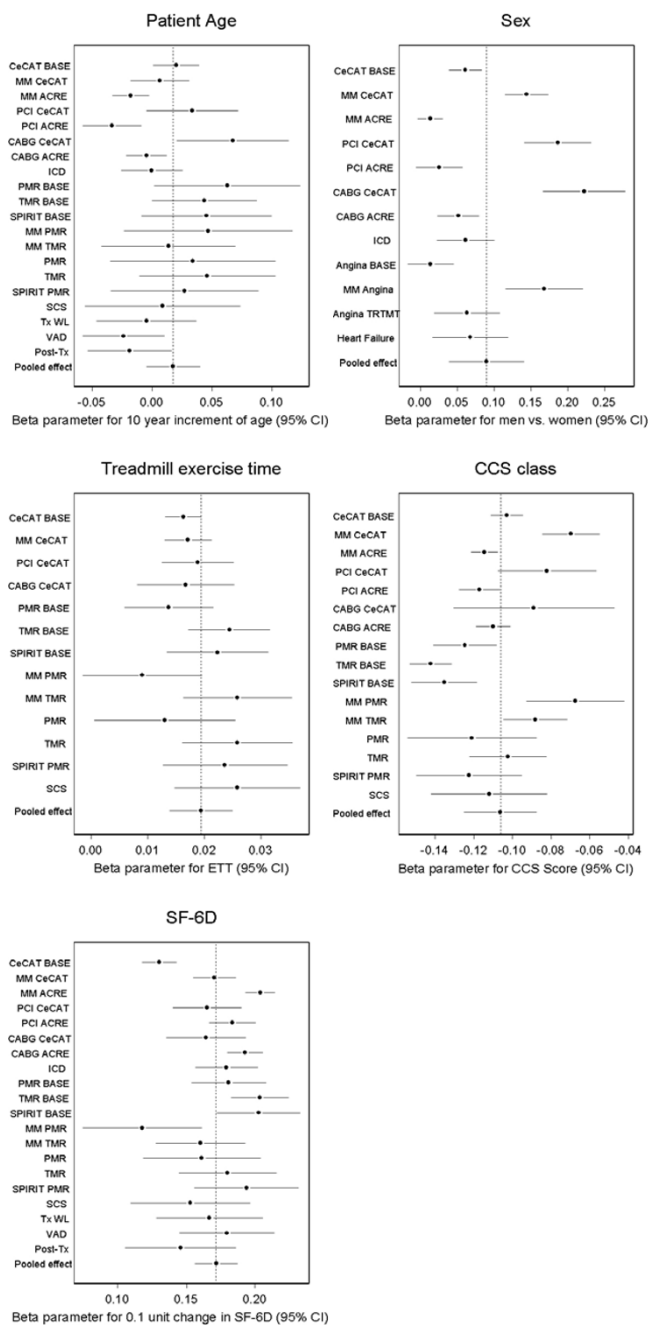 Patient Age
CeCAT BASE
MM CeCAT
MM ACRE
PCI CeCAT
PCI ACRE
CABG CeCAT
CABG ACRE
ICD
PMR BASE
TMR BASE
SPIRIT BASE
MM PMR
MM TMR
PMR
TMR
SPIRIT PMR
SCS
Tx WL
VAD
Post-Tx
Pooled effect
-0.05 0.00 0.05 0.10
Beta parameter for 10 year increment of age (95% CI)
Sex
CeCAT BASE
MM CeCAT
MM ACRE
PCI CeCAT
PCI ACRE
CABG CeCAT
CABG ACRE
ICD
Angina BASE
MM Angina
Angina TRTMT
Heart Failure
Pooled effect
0.00 0.05 0.10 0.15 0.20 0.25
Beta parameter for men vs. women (95% CI)
Treadmill exercise time
CeCAT BASE
MM CeCAT
PCI CeCAT
CABG CeCAT
PMR BASE
TMR BASE
SPIRIT BASE
MM PMR
MM TMR
PMR
TMR
SPIRIT PMR
SCS
Pooled effect
0.00 0.01 0.02 0.03
Beta parameter for ETT (95% CI)
CCS class
CeCAT BASE
MM CeCAT
MM ACRE
PCI CeCAT
PCI ACRE
CABG CeCAT
CABG ACRE
PMR BASE
TMR BASE
SPIRIT BASE
MM PMR
MM TMR
PMR
TMR
SPIRIT PMR
SCS
Pooled effect
-0.14 -0.12 -0.10 -0.08 -0.06 -0.04
Beta parameter for CCS Score (95% CI)
SF-6D
CeCAT BASE
MM CeCAT
MM ACRE
PCI CeCAT
PCI ACRE
CABG CeCAT
CABG ACRE
ICD
PMR BASE
TMR BASE
SPIRIT BASE
MM PMR
MM TMR
PMR
TMR
SPIRIT PMR
SCS
Tx WL
VAD
Post-Tx
Pooled effect
0.10 0.15 0.20
Beta parameter for 0.1 unit change in SF-6D (95% CI)